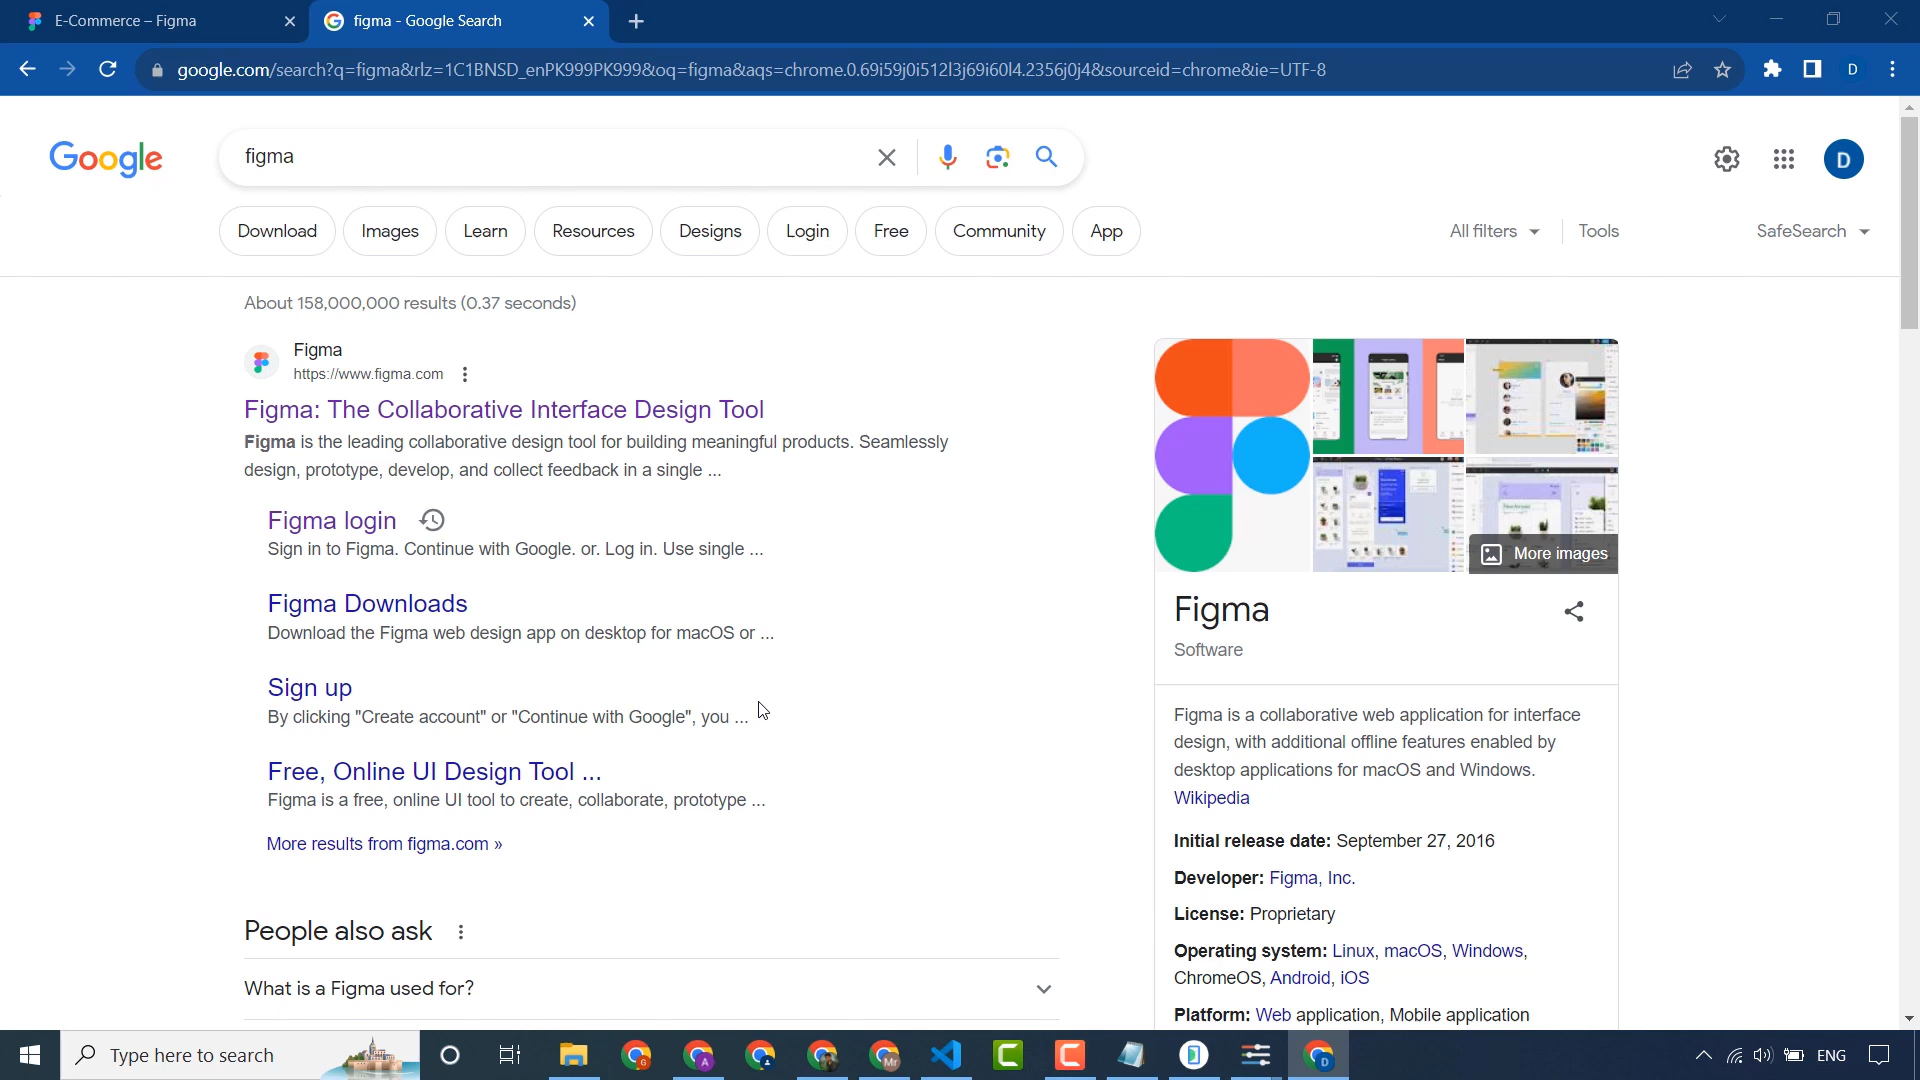 E-Commerce – Figma
figma - Google Search
google.com/search?q=figma&rlz=1C1BNSD_enPK999PK999&oq=figma&aqs=chrome.0.69i59j0i512l3j69i60l4.2356j0j4&sourceid=chrome&ie=UTF-8
D
Google
figma
D
Download
Images
Learn
Resources
Designs
Login
Free
Community
App
All filters
Tools
SafeSearch
About 158,000,000 results (0.37 seconds)
Figma
https://www.figma.com
Figma: The Collaborative Interface Design Tool
Figma is the leading collaborative design tool for building meaningful products. Seamlessly
design, prototype, develop, and collect feedback in a single ...
Figma login
Sign in to Figma. Continue with Google. or. Log in. Use single ...
Figma Downloads
Download the Figma web design app on desktop for macOS or ...
Sign up
By clicking "Create account" or "Continue with Google", you ...
Free, Online UI Design Tool ...
Figma is a free, online UI tool to create, collaborate, prototype ...
More results from figma.com »
People also ask
What is a Figma used for?
More images
Figma
Software
Figma is a collaborative web application for interface
design, with additional offline features enabled by
desktop applications for macOS and Windows.
Wikipedia
Initial release date: September 27, 2016
Developer: Figma, Inc.
License: Proprietary
Operating system: Linux, macOS, Windows,
ChromeOS, Android, iOS
Platform: Web application, Mobile application
Type here to search
G
A
Mr
D
ENG